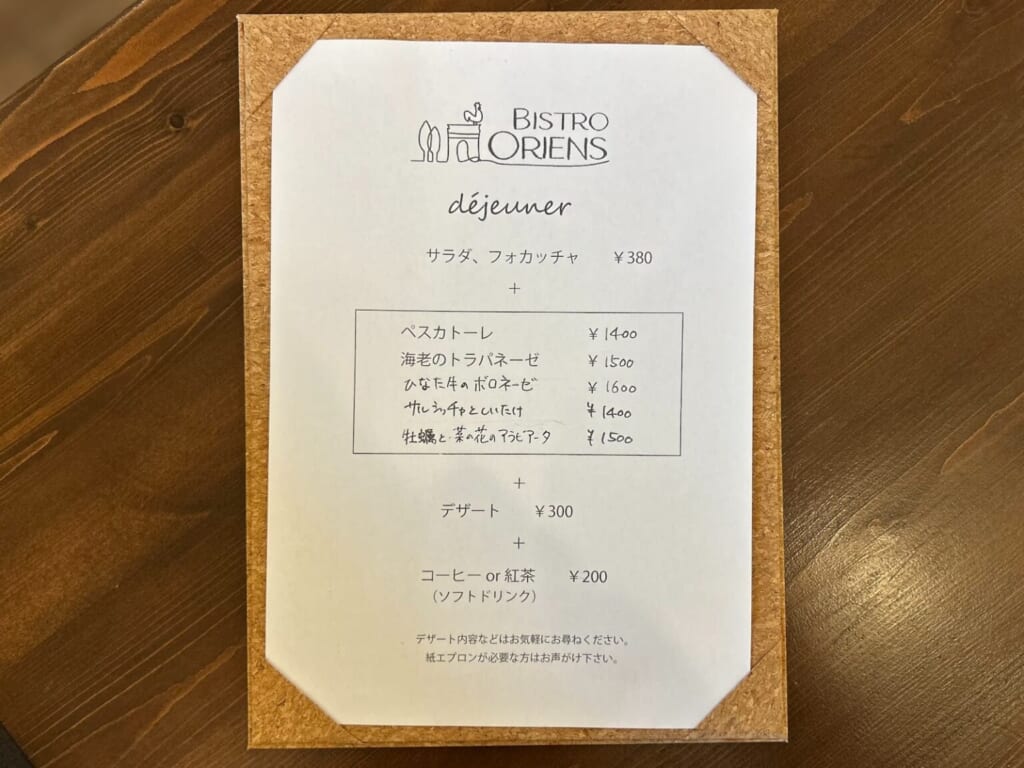 BISTRO
ORIENS
déjeuner
サラダ、フォカッチャ ￥380
+
ペスカトーレ ￥1400
海老のトラパネーゼ ￥1500
ひなた牛のボロネーゼ ￥1600
サルシッチャとしいたけ ￥1400
牡蠣と菜の花のアラビアータ ￥1500
+
デザート ￥300
+
コーヒー or 紅茶 ￥200
（ソフトドリンク）
デザート内容などはお気軽にお尋ねください。
紙エプロンが必要な方はお声がけ下さい。